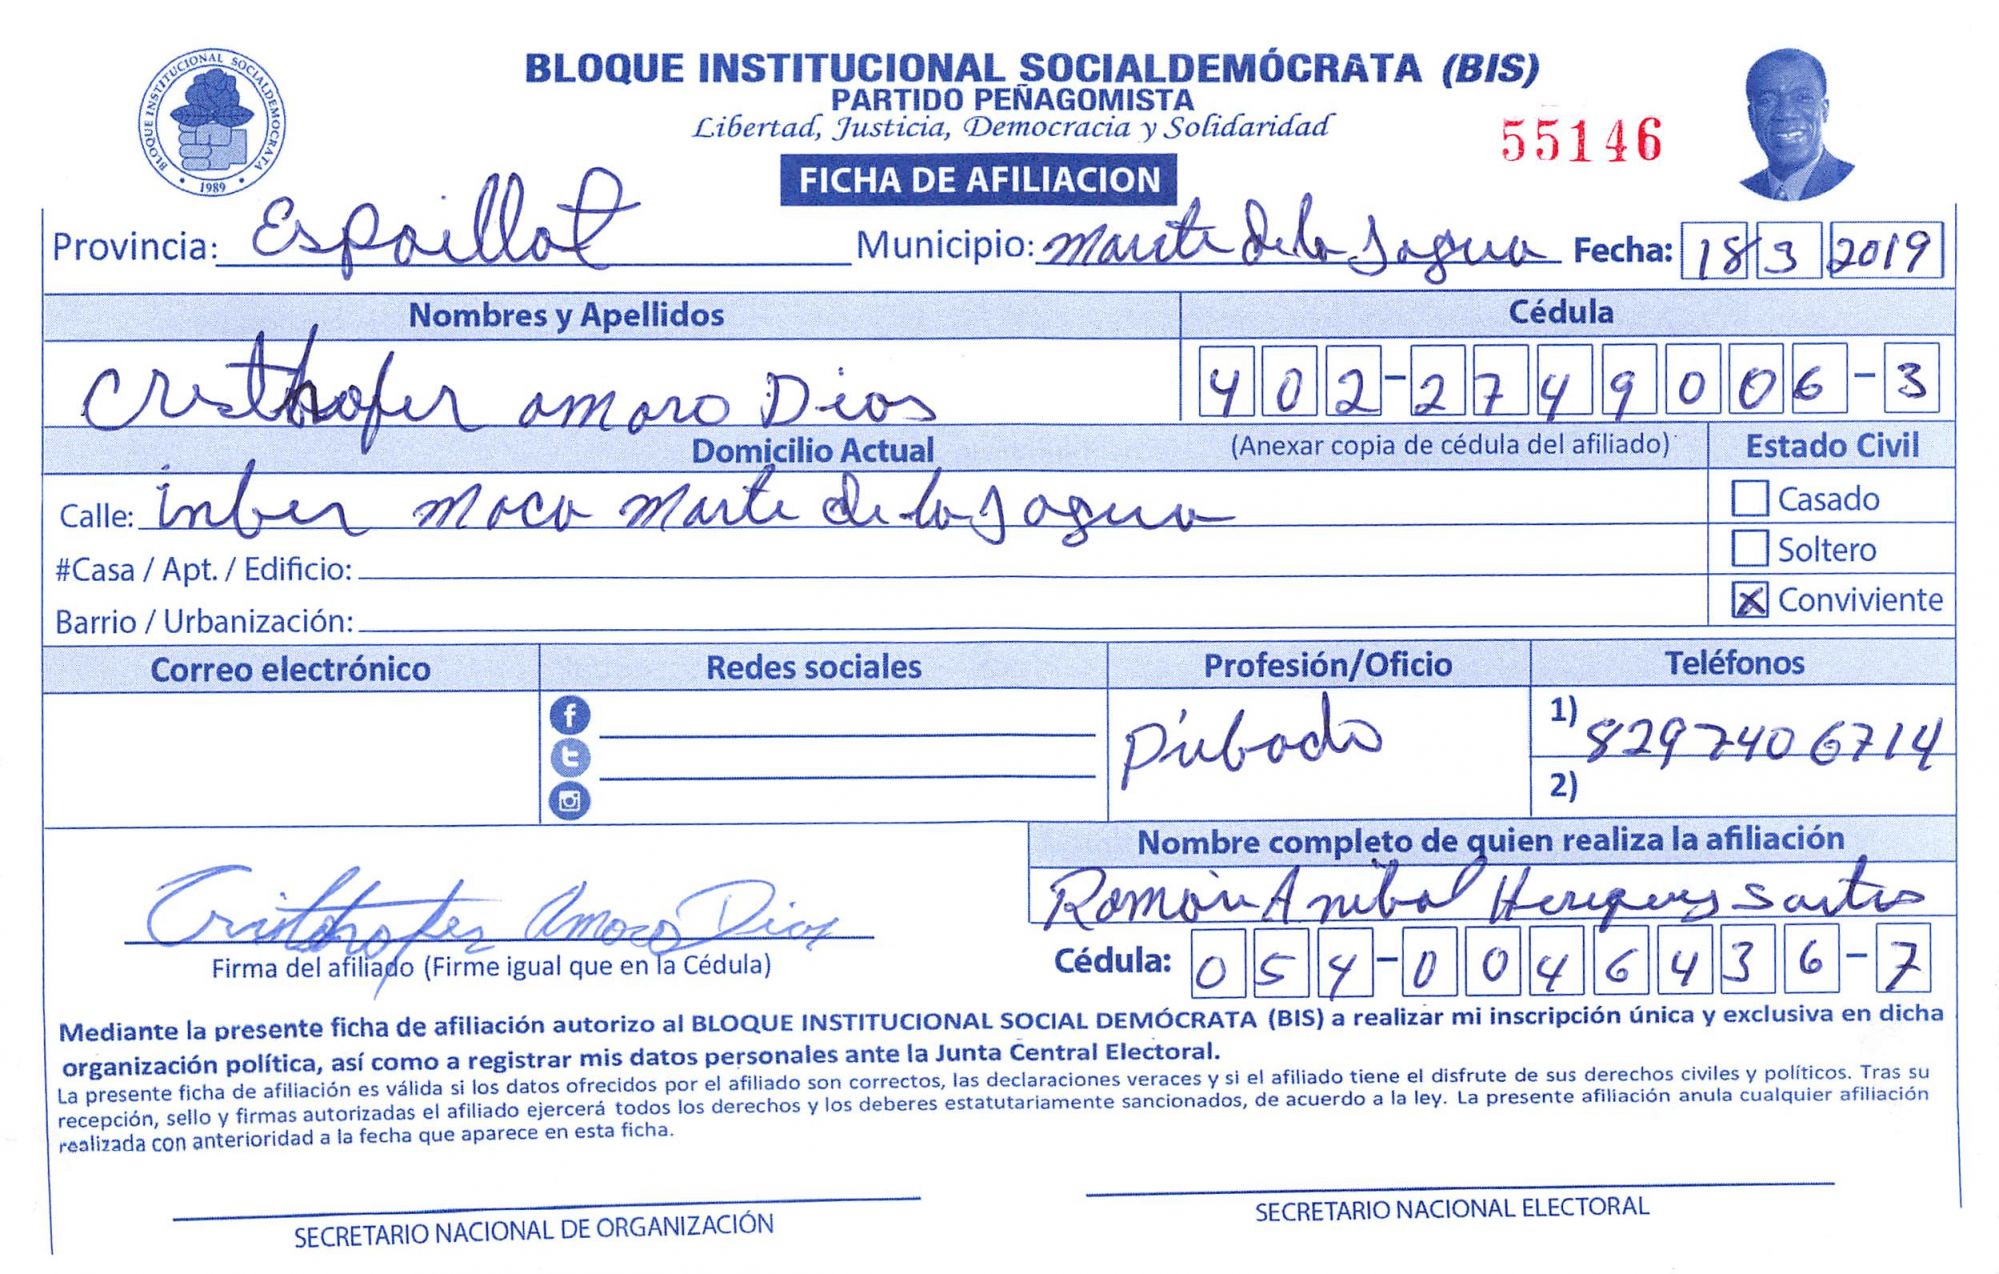 BLOQUE INSTITUCIONAL SOCIALDEMOCRATA
1989
BLOQUE INSTITUCIONAL SOCIALDEMÓCRATA (BIS)
PARTIDO PEÑAGOMISTA
Libertad, Justicia, Democracia y Solidaridad
55146
FICHA DE AFILIACION
Provincia: Espaillat Municipio: de la Jagua Fecha: 18 3 2019
Nombres y Apellidos Cédula
Cristhofer amaro Dios 402-2749006-3
Domicilio Actual (Anexar copia de cédula del afiliado) Estado Civil
Calle: Moca de la Jagua
Casado
Soltero
#Casa / Apt. / Edificio:
X Conviviente
Barrio / Urbanización:
Correo electrónico Redes sociales Profesión/Oficio Teléfonos
1) 8297406714
2)
Nombre completo de quien realiza la afiliación
Ramón Anibal
Cristhofer Amaro Dios
Firma del afiliado (Firme igual que en la Cédula)
Cédula: 054-0046436-7
Mediante la presente ficha de afiliación autorizo al BLOQUE INSTITUCIONAL SOCIAL DEMÓCRATA (BIS) a realizar mi inscripción única y exclusiva en dicha
organización política, así como a registrar mis datos personales ante la Junta Central Electoral.
La presente ficha de afiliación es válida si los datos ofrecidos por el afiliado son correctos, las declaraciones veraces y si el afiliado tiene el disfrute de sus derechos civiles y políticos. Tras su
recepción, sello y firmas autorizadas el afiliado ejercerá todos los derechos y los deberes estatutariamente sancionados, de acuerdo a la ley. La presente afiliación anula cualquier afiliación
realizada con anterioridad a la fecha que aparece en esta ficha.
SECRETARIO NACIONAL DE ORGANIZACIÓN
SECRETARIO NACIONAL ELECTORAL